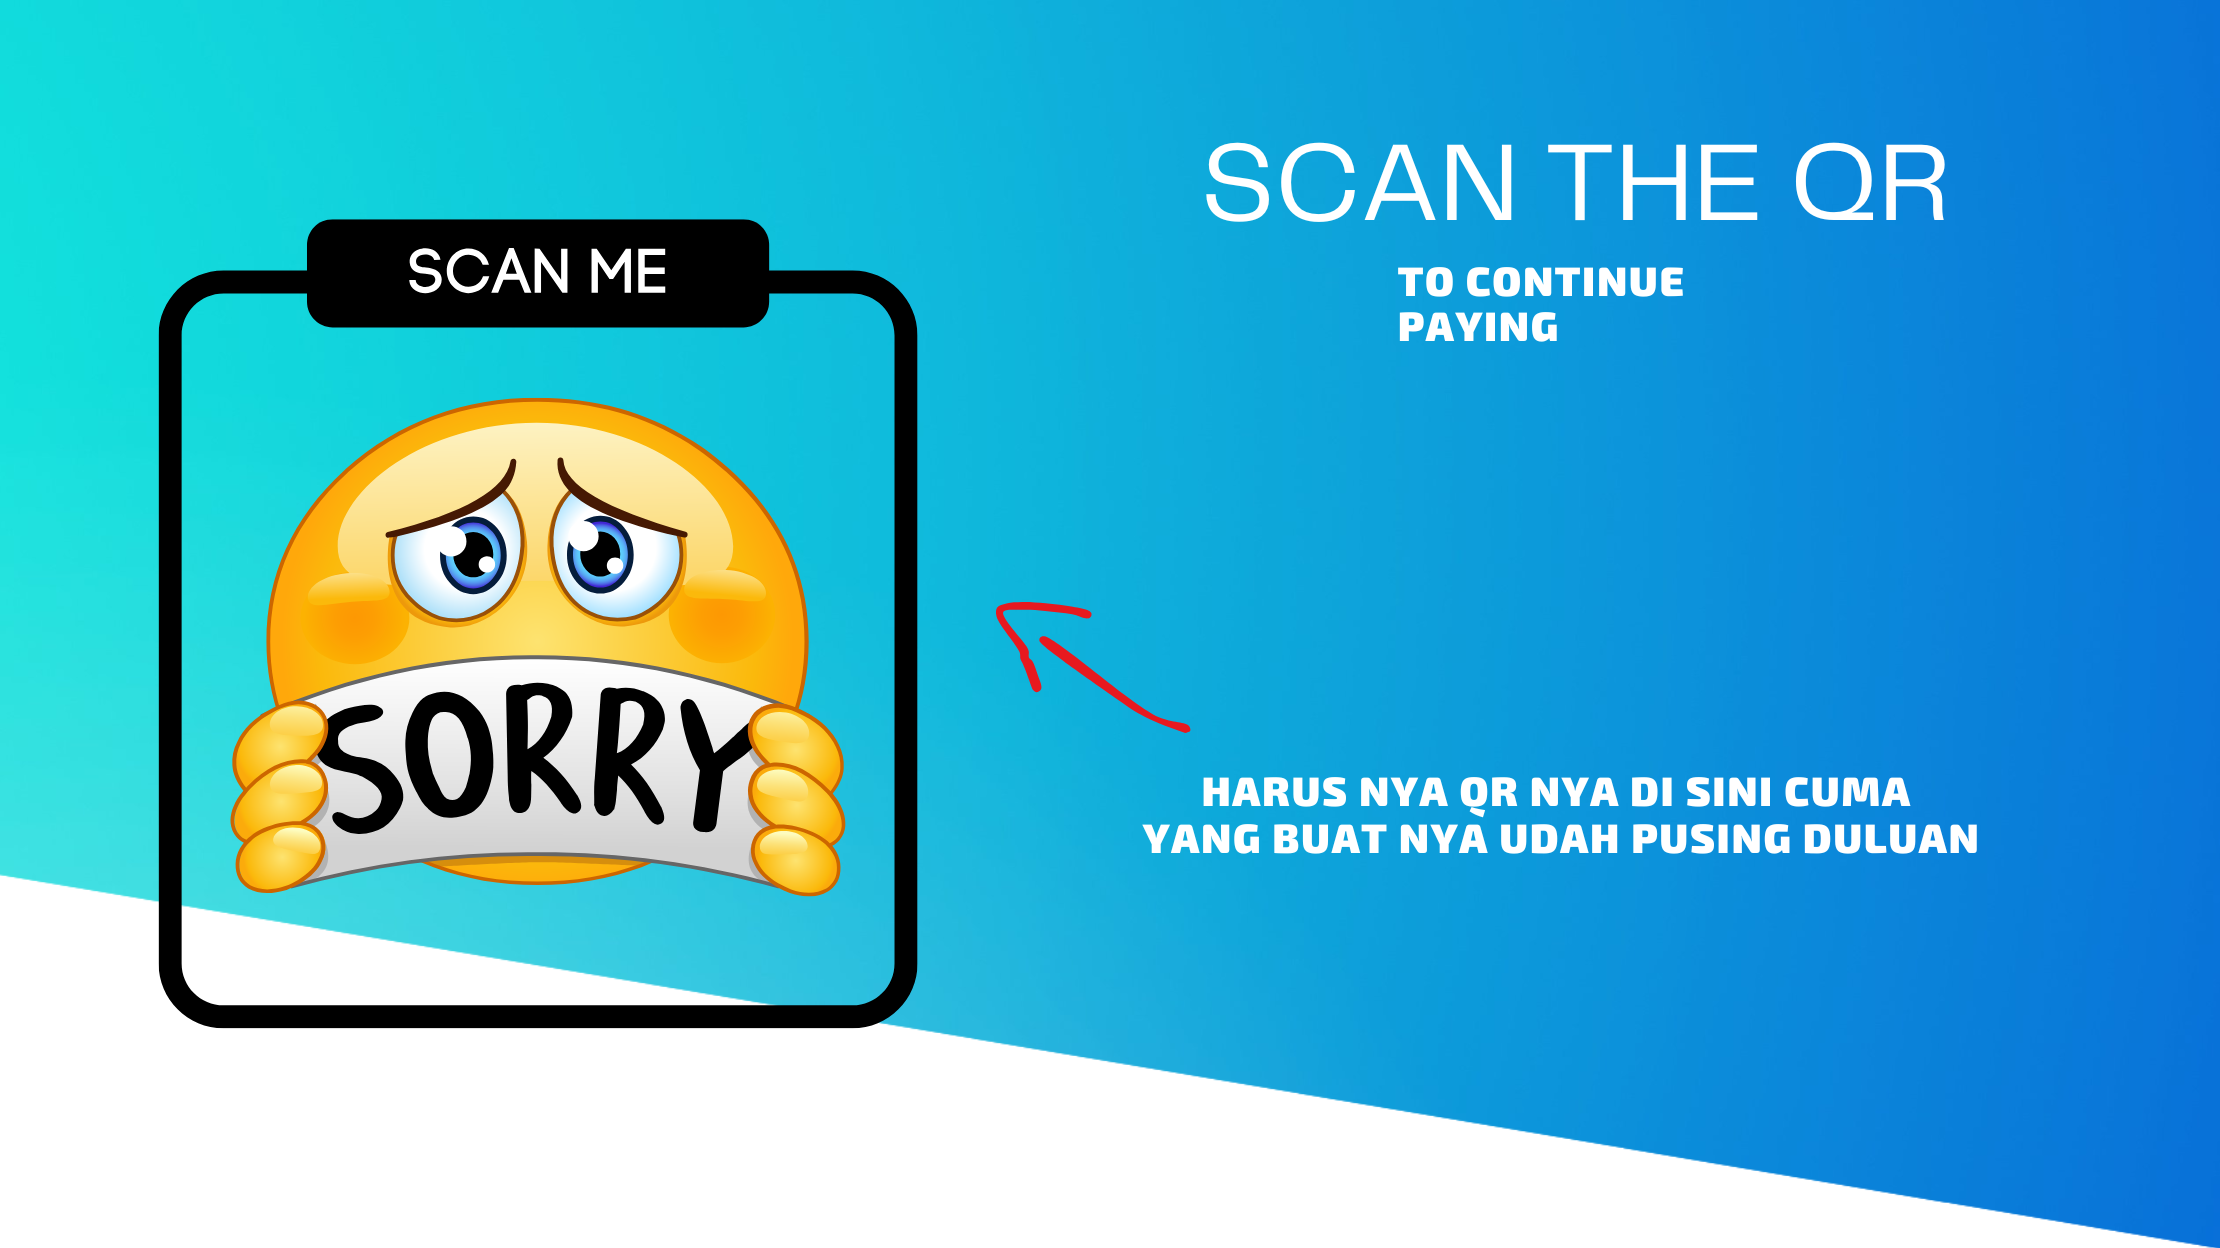 SCAN ME
SORRY
SCAN THE QR
TO CONTINUE
PAYING
HARUS NYA QR NYA DI SINI CUMA
YANG BUAT NYA UDAH PUSING DULUAN